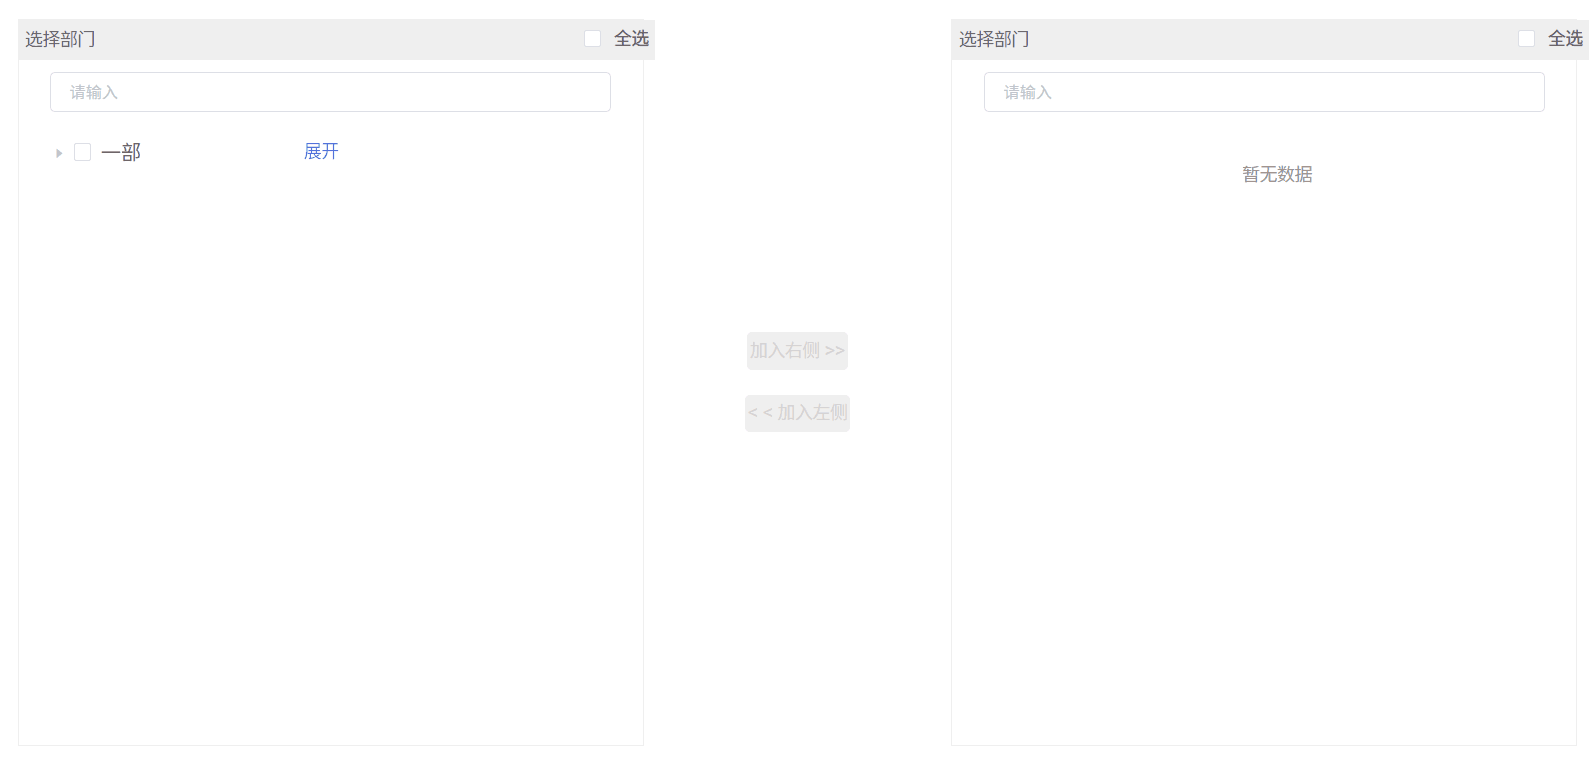 选择部门 全选
请输入
一部 展开
加入右侧 >>
< < 加入左侧
选择部门 全选
请输入
暂无数据